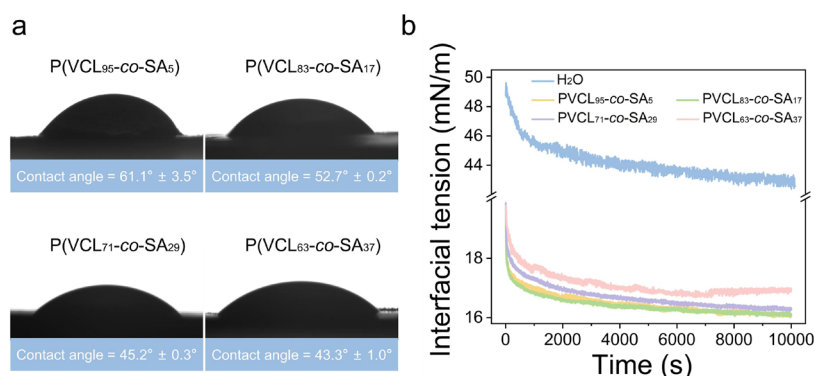 a
P(VCL95-co-SA5)
P(VCL83-co-SA17)
Contact angle = 61.1° ± 3.5°
Contact angle = 52.7° ± 0.2°
P(VCL71-co-SA29)
P(VCL63-co-SA37)
Contact angle = 45.2° ± 0.3°
Contact angle = 43.3° ± 1.0°
b
Interfacial tension (mN/m)
50
48
46
44
18
16
H2O
PVCL95-co-SA5
PVCL83-co-SA17
PVCL71-co-SA29
PVCL63-co-SA37
0
2000
4000
6000
8000
10000
Time (s)